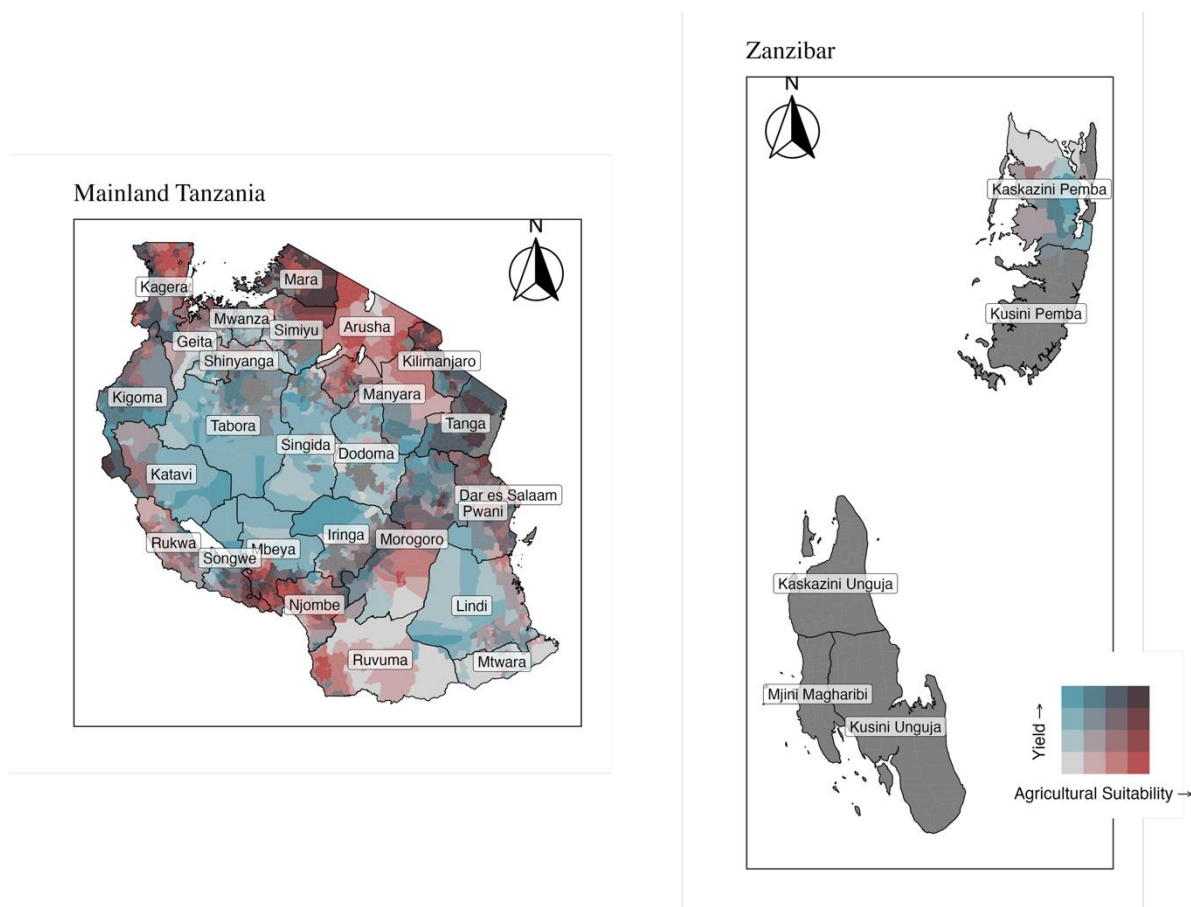 Zanzibar
N
Kaskazini Pemba
Kusini Pemba
Kaskazini Unguja
Mjini Magharibi
Kusini Unguja
Yield →
Agricultural Suitability →
Mainland Tanzania
N
Kagera
Mara
Mwanza
Simiyu
Arusha
Geita
Shinyanga
Kilimanjaro
Kigoma
Manyara
Tabora
Tanga
Singida
Dodoma
Katavi
Dar es Salaam
Pwani
Iringa
Morogoro
Rukwa
Mbeya
Songwe
Njombe
Lindi
Ruvuma
Mtwara